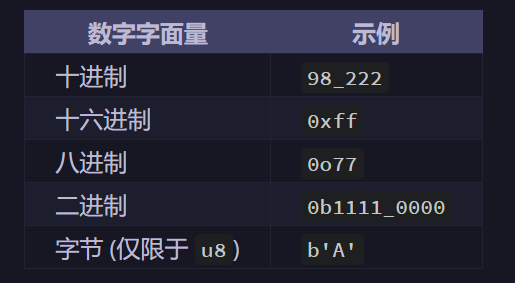 数字字面量 示例
十进制 98_222
十六进制 0xff
八进制 0o77
二进制 0b1111_0000
字节 (仅限于 u8) b'A'